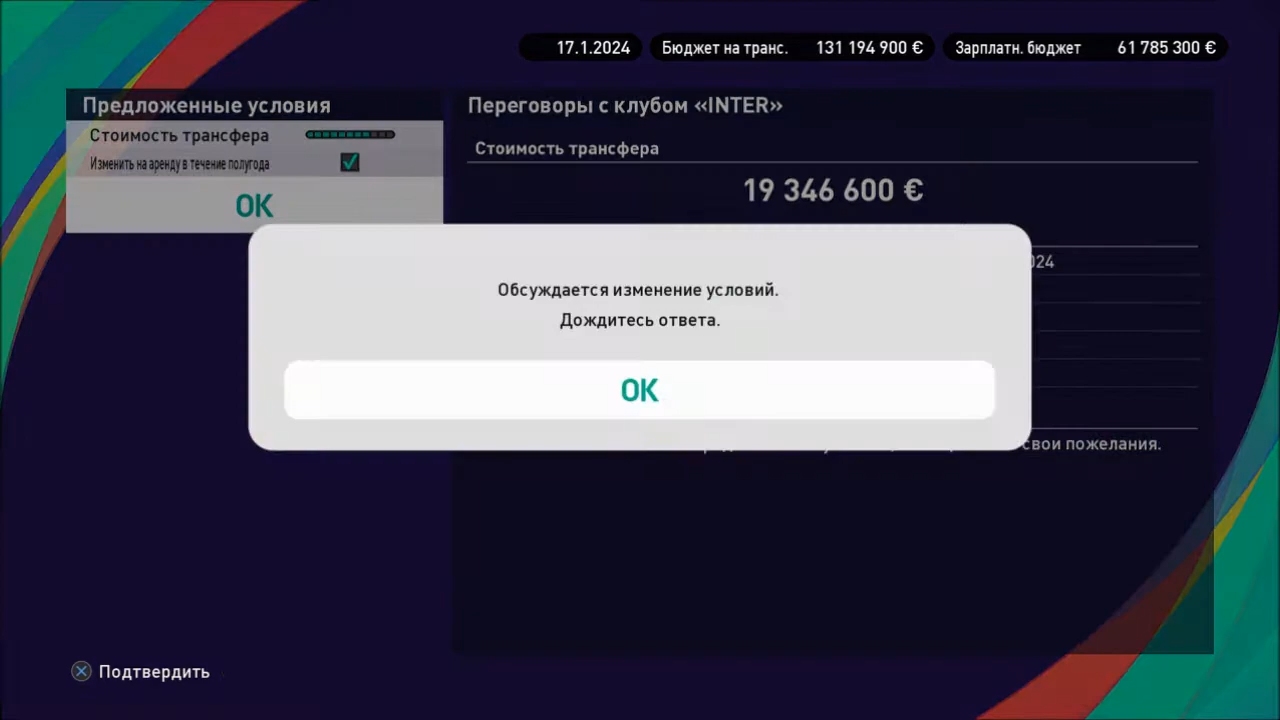 17.1.2024
Бюджет на транс. 131 194 900 €
Зарплатн. бюджет 61 785 300 €
Предложенные условия
Стоимость трансфера
Изменить на аренду в течение полугода
OK
Переговоры с клубом «INTER»
Стоимость трансфера
19 346 600 €
024
Обсуждается изменение условий.
Дождитесь ответа.
OK
свои пожелания.
Подтвердить